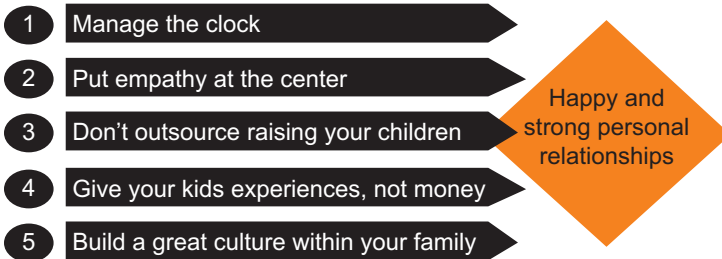 1 Manage the clock
2 Put empathy at the center
3 Don’t outsource raising your children
4 Give your kids experiences, not money
5 Build a great culture within your family
Happy and
strong personal
relationships